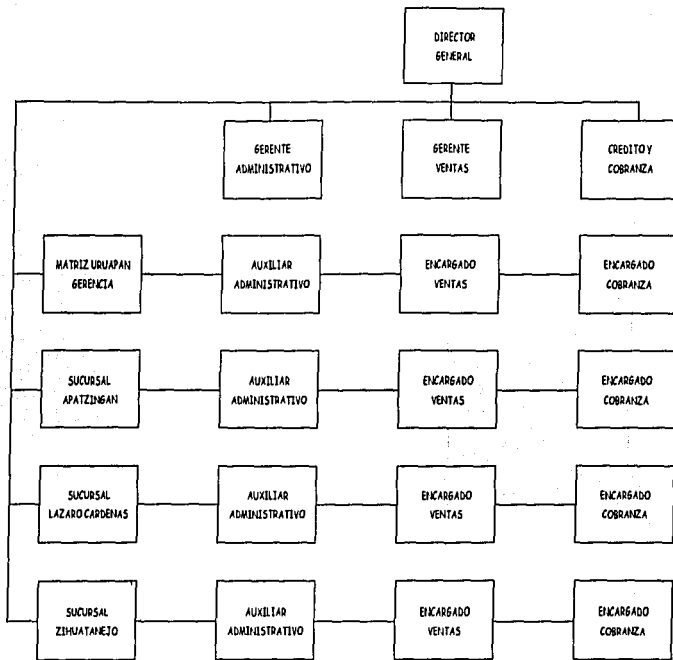 DIRECTOR
GENERAL
GERENTE
ADMINISTRATIVO
GERENTE
VENTAS
CREDITO Y
COBRANZA
MATRIZ URUAPAN
GERENCIA
AUXILIAR
ADMINISTRATIVO
ENCARGADO
VENTAS
ENCARGADO
COBRANZA
SUCURSAL
APATZINGAN
AUXILIAR
ADMINISTRATIVO
ENCARGADO
VENTAS
ENCARGADO
COBRANZA
SUCURSAL
LAZARO CARDENAS
AUXILIAR
ADMINISTRATIVO
ENCARGADO
VENTAS
ENCARGADO
COBRANZA
SUCURSAL
ZIHUATANEJO
AUXILIAR
ADMINISTRATIVO
ENCARGADO
VENTAS
ENCARGADO
COBRANZA